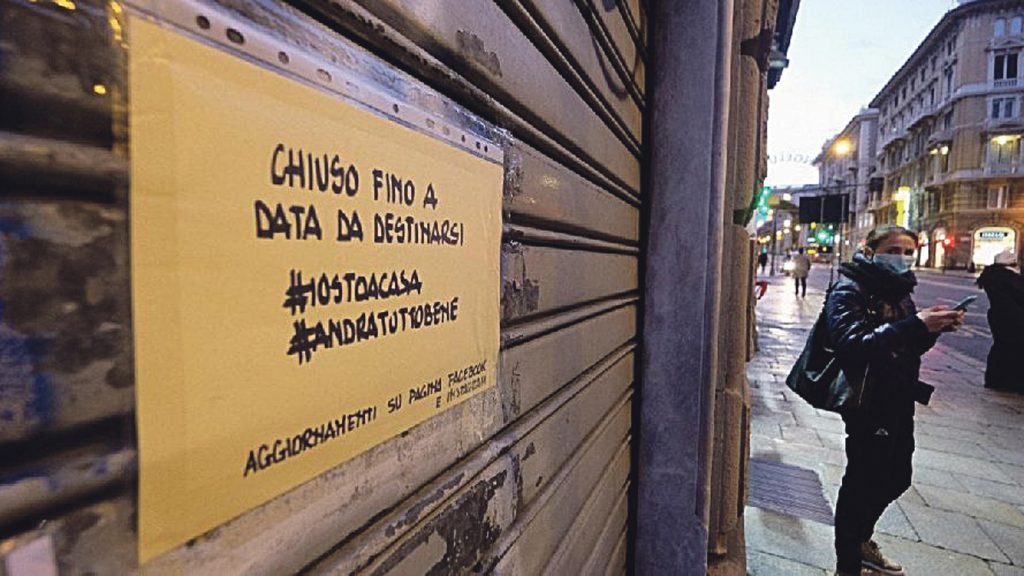 CHIUSO FINO A
DATA DA DESTINARSI
#IOSTOACASA
#ANDRATUTTOBENE
AGGIORNAMENTI SU PAGINA FACEBOOK
E INSTAGRAM